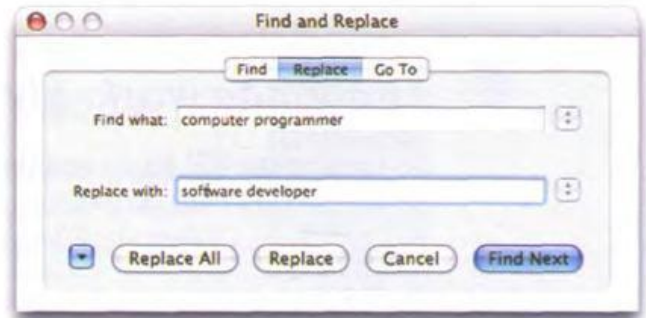 Find and Replace
Find Replace Go To
Find what: computer programmer
Replace with: software developer
Replace All Replace Cancel Find Next